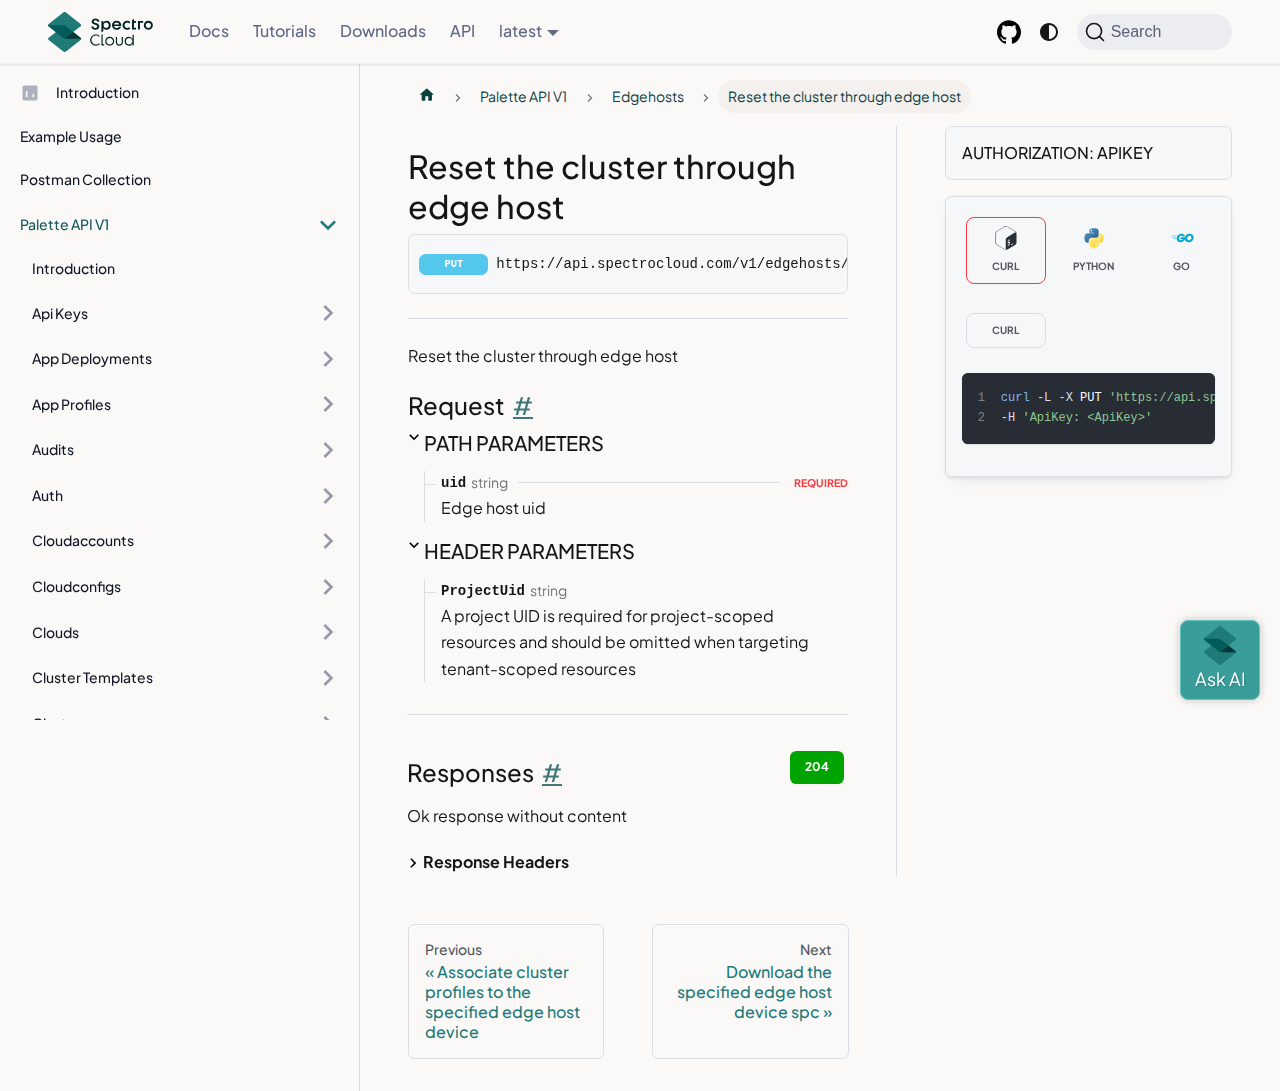 Spectro Cloud
Docs
Tutorials
Downloads
API
latest
Search
Introduction
Example Usage
Postman Collection
Palette API V1
Introduction
Api Keys
App Deployments
App Profiles
Audits
Auth
Cloudaccounts
Cloudconfigs
Clouds
Cluster Templates
Palette API V1
Edgehosts
Reset the cluster through edge host
Reset the cluster through
edge host
PUT https://api.spectrocloud.com/v1/edgehosts/
Reset the cluster through edge host
Request #
PATH PARAMETERS
uid string REQUIRED
Edge host uid
HEADER PARAMETERS
ProjectUid string
A project UID is required for project-scoped
resources and should be omitted when targeting
tenant-scoped resources
Responses #
204
Ok response without content
Response Headers
Previous
« Associate cluster
profiles to the
specified edge host
device
Next
Download the
specified edge host
device spc »
AUTHORIZATION: APIKEY
CURL
PYTHON
GO
CURL
1 curl -L -X PUT 'https://api.sp
2 -H 'ApiKey: <ApiKey>'
Ask AI